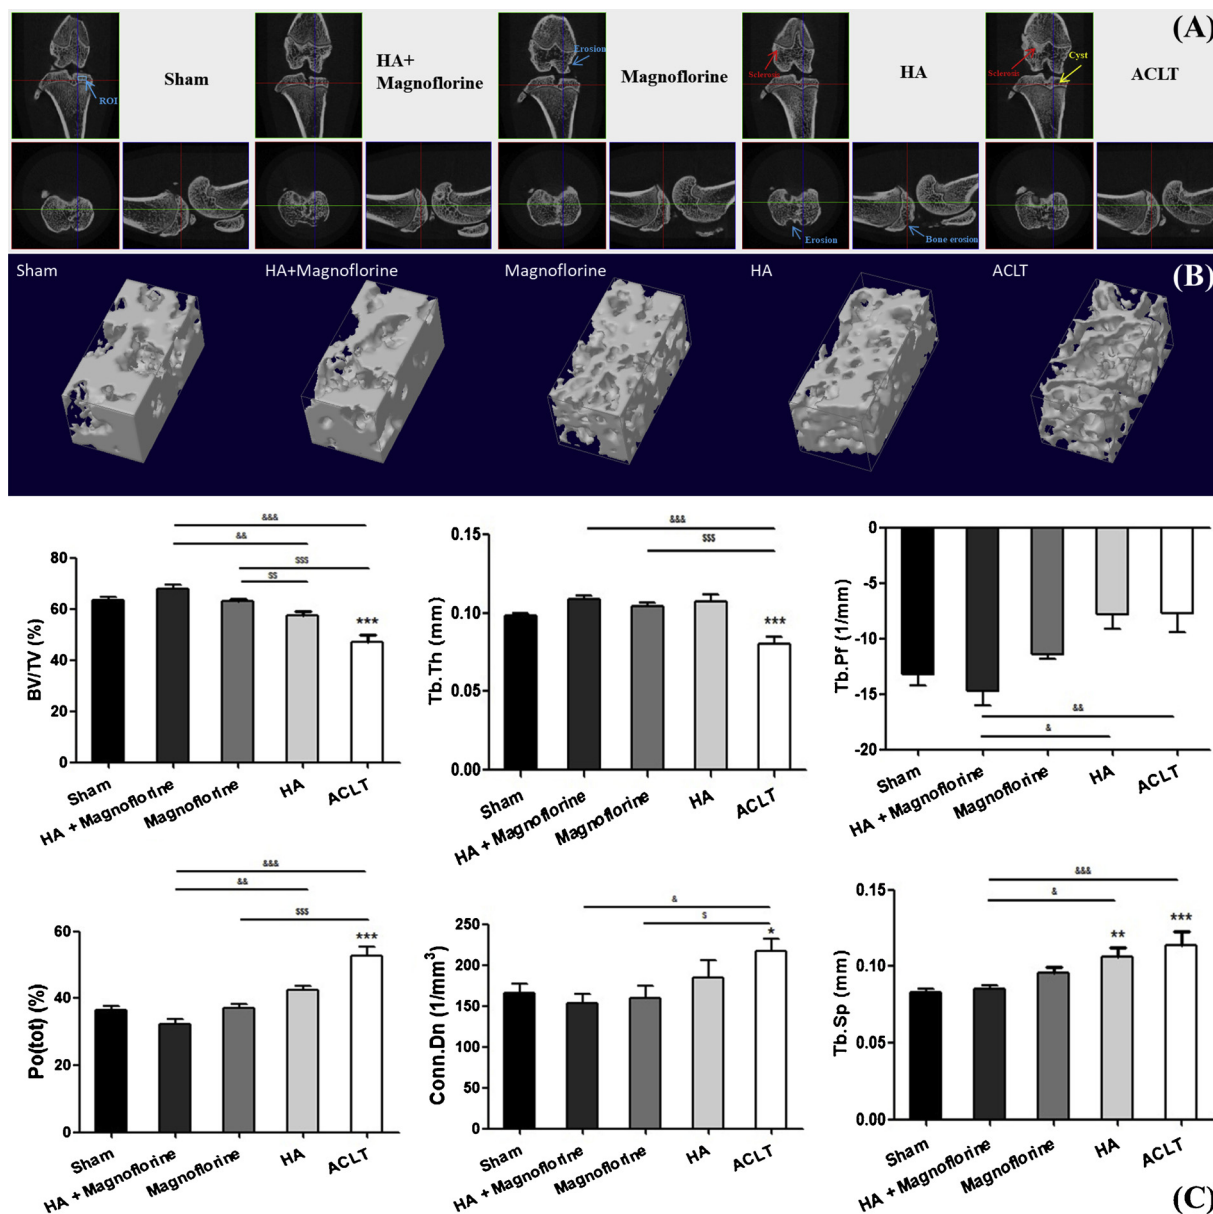 (A)
Sham
HA+
Magnoflorine
Magnoflorine
HA
ACLT
ROI
Erosion
Sclerosis
Sclerosis
Cyst
Erosion
Bone erosion
(B)
Sham
HA+Magnoflorine
Magnoflorine
HA
ACLT
BV/TV (%)
80
60
40
20
0
&&&
&&
$$$
$$
***
Sham
HA + Magnoflorine
Magnoflorine
HA
ACLT
Tb.Th (mm)
0.15
0.10
0.05
0.00
&&&
$$$
***
Sham
HA + Magnoflorine
Magnoflorine
HA
ACLT
Tb.Pf (1/mm)
0
-5
-10
-15
-20
&&
&
Sham
HA + Magnoflorine
Magnoflorine
HA
ACLT
Po(tot) (%)
60
40
20
0
&&&
&&
$$$
***
Sham
HA + Magnoflorine
Magnoflorine
HA
ACLT
Conn.Dn (1/mm³)
250
200
150
100
50
0
&
$
*
Sham
HA + Magnoflorine
Magnoflorine
HA
ACLT
Tb.Sp (mm)
0.15
0.10
0.05
0.00
&&&
&
**
***
Sham
HA + Magnoflorine
Magnoflorine
HA
ACLT
(C)